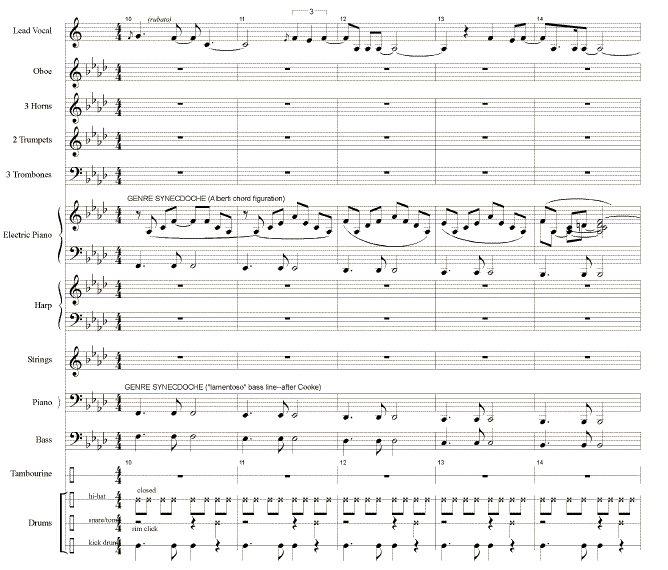 10 (rubato) 11 3 12 13 14
Lead Vocal
Oboe
3 Horns
2 Trumpets
3 Trombones
GENRE SYNECDOCHE (Alberti chord figuration)
Electric Piano
Harp
Strings
GENRE SYNECDOCHE ("lamentoso" bass line--after Cooke)
Piano
Bass
Tambourine
10 11 12 13 14
hi-hat closed
Drums
snare/toms
rim click
kick drum